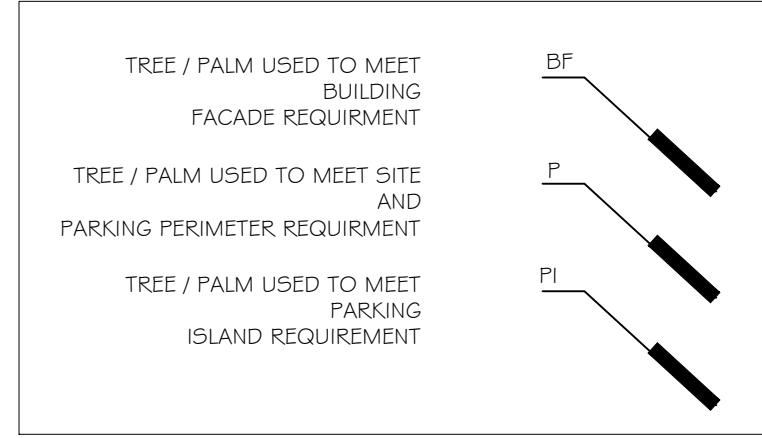 TREE / PALM USED TO MEET
BUILDING
FACADE REQUIRMENT
BF
TREE / PALM USED TO MEET SITE
AND
PARKING PERIMETER REQUIRMENT
P
TREE / PALM USED TO MEET
PARKING
ISLAND REQUIREMENT
PI